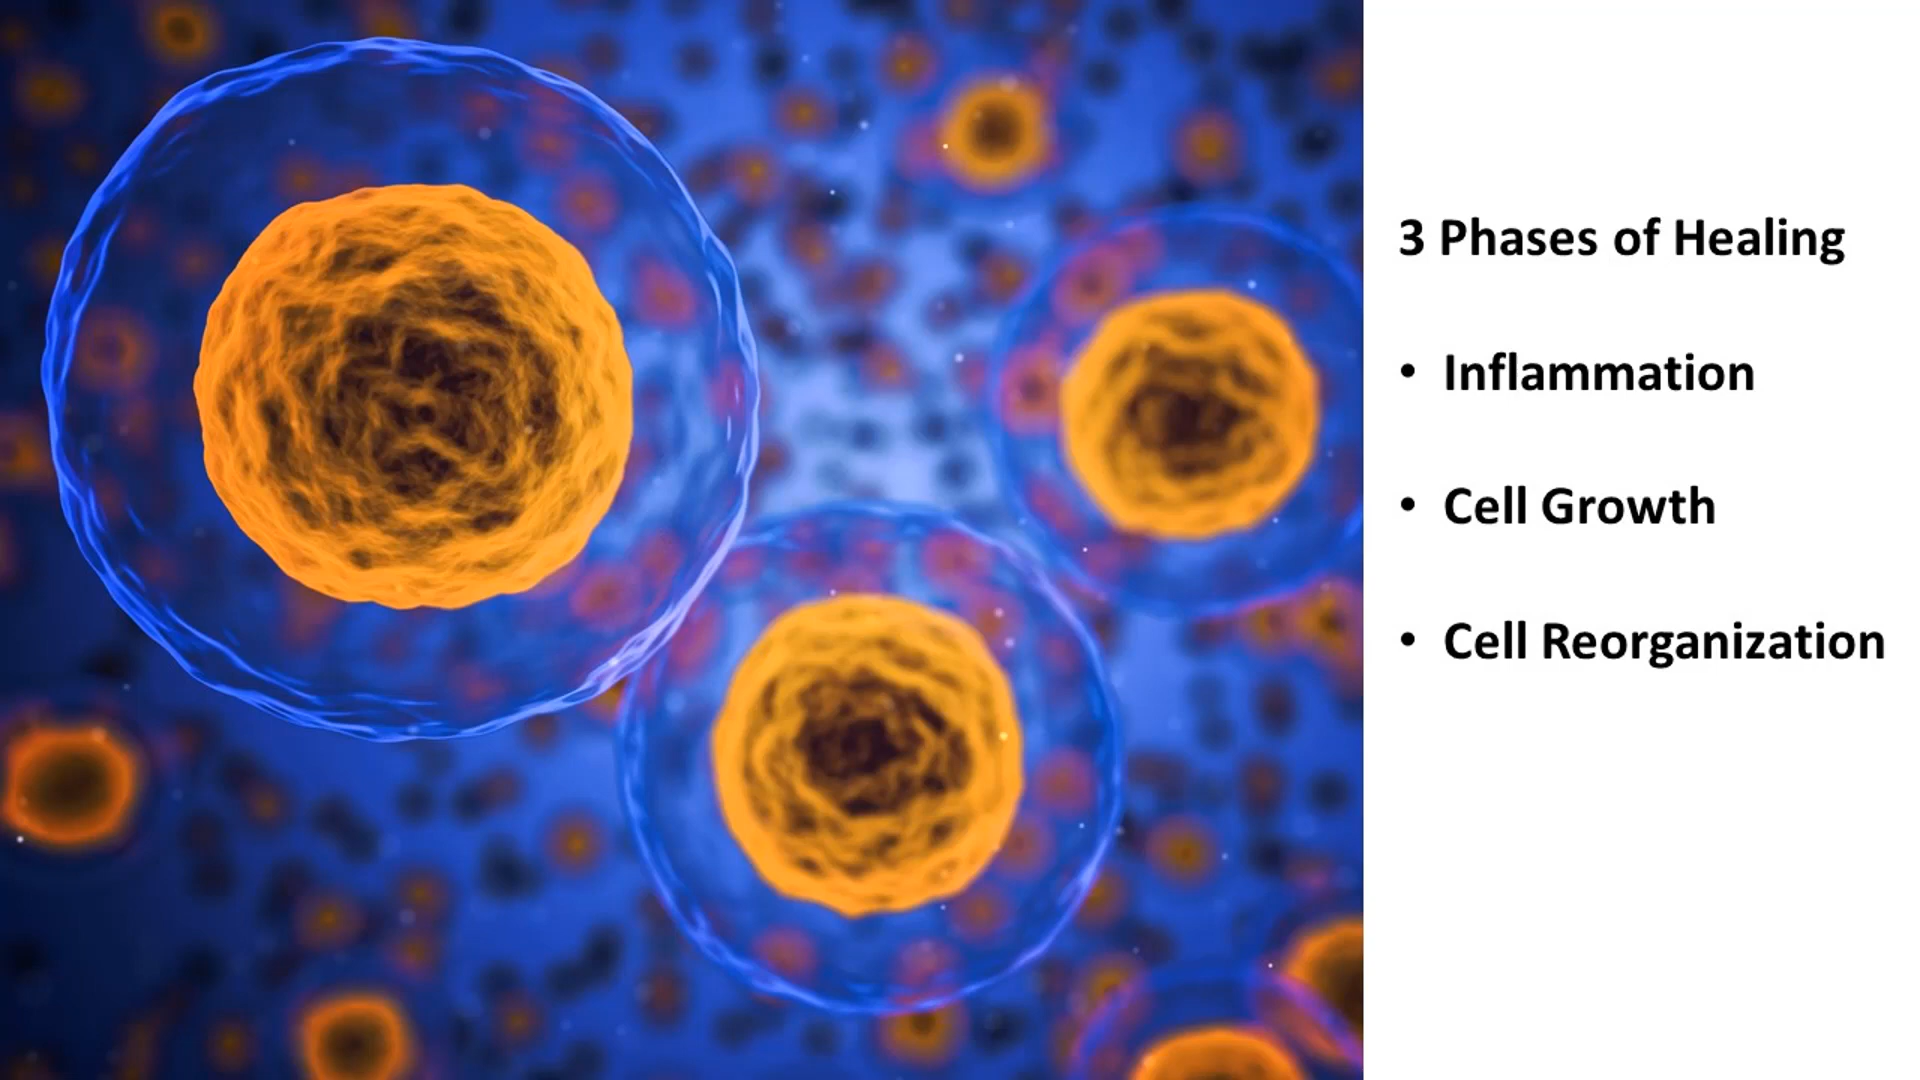 3 Phases of Healing
• Inflammation
• Cell Growth
• Cell Reorganization